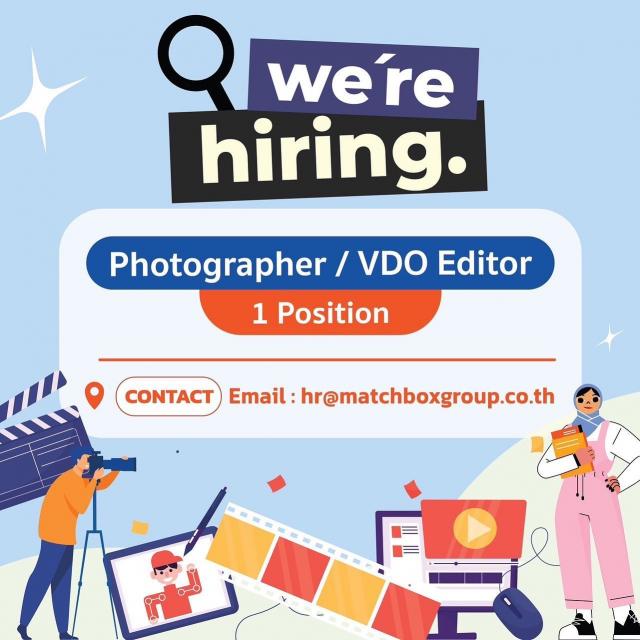 we're
hiring.
Photographer / VDO Editor
1 Position
CONTACT Email : hr@matchboxgroup.co.th